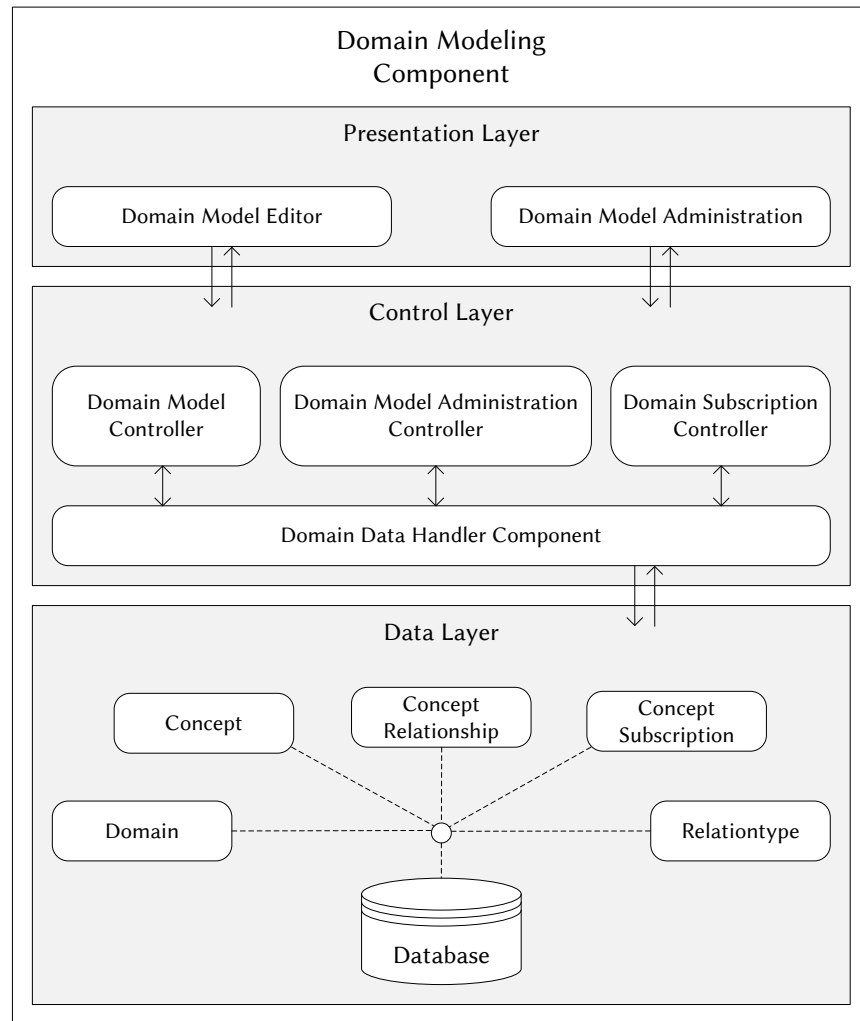 Domain Modeling
Component
Presentation Layer
Domain Model Editor
Domain Model Administration
Control Layer
Domain Model
Controller
Domain Model Administration
Controller
Domain Subscription
Controller
Domain Data Handler Component
Data Layer
Concept
Concept
Relationship
Concept
Subscription
Domain
Relationtype
Database